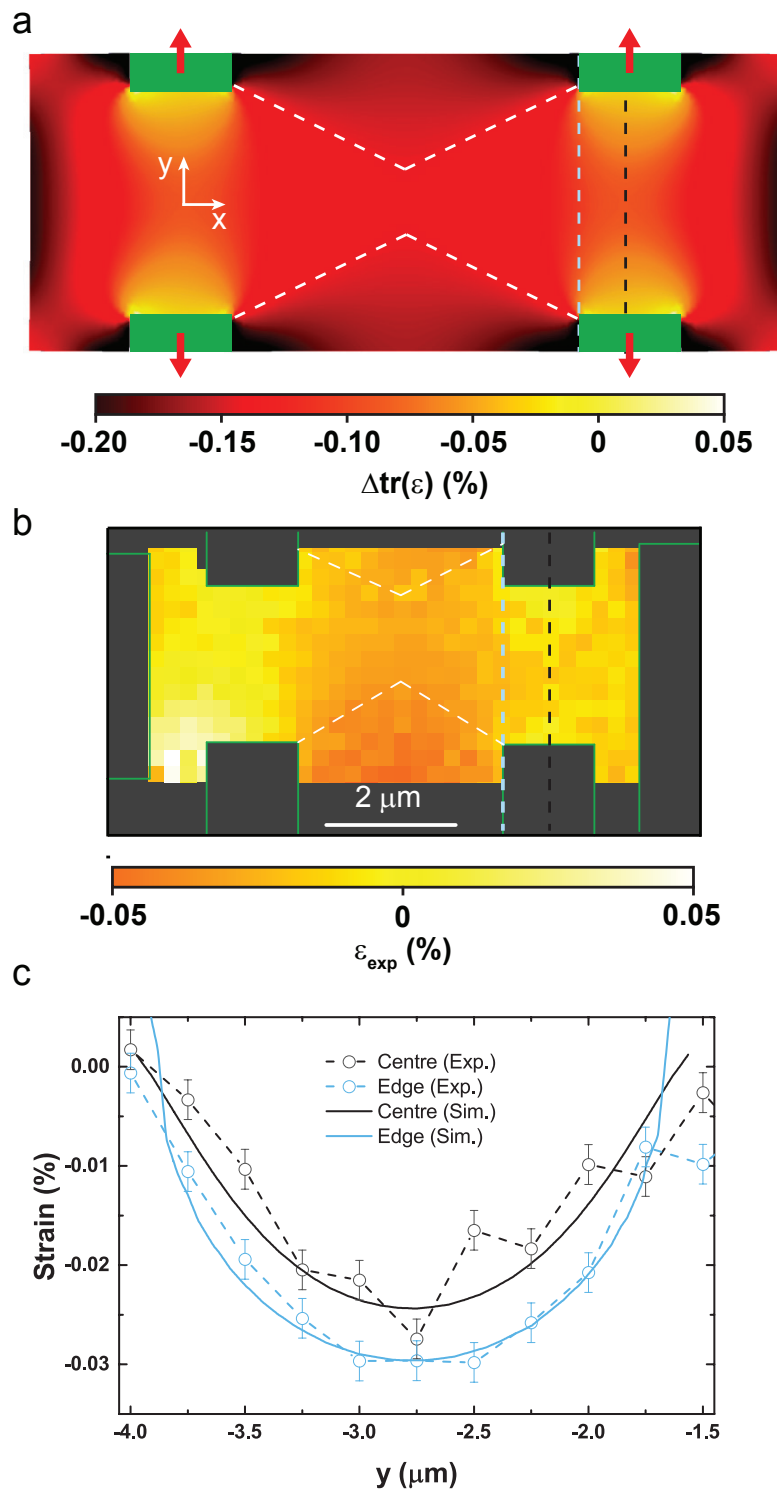 a
y
x
-0.20 -0.15 -0.10 -0.05 0 0.05
Δtr(ε) (%)
b
2 μm
-0.05 0 0.05
ε_exp (%)
c
0.00
-0.01
-0.02
-0.03
Strain (%)
Centre (Exp.)
Edge (Exp.)
Centre (Sim.)
Edge (Sim.)
-4.0 -3.5 -3.0 -2.5 -2.0 -1.5
y (μm)